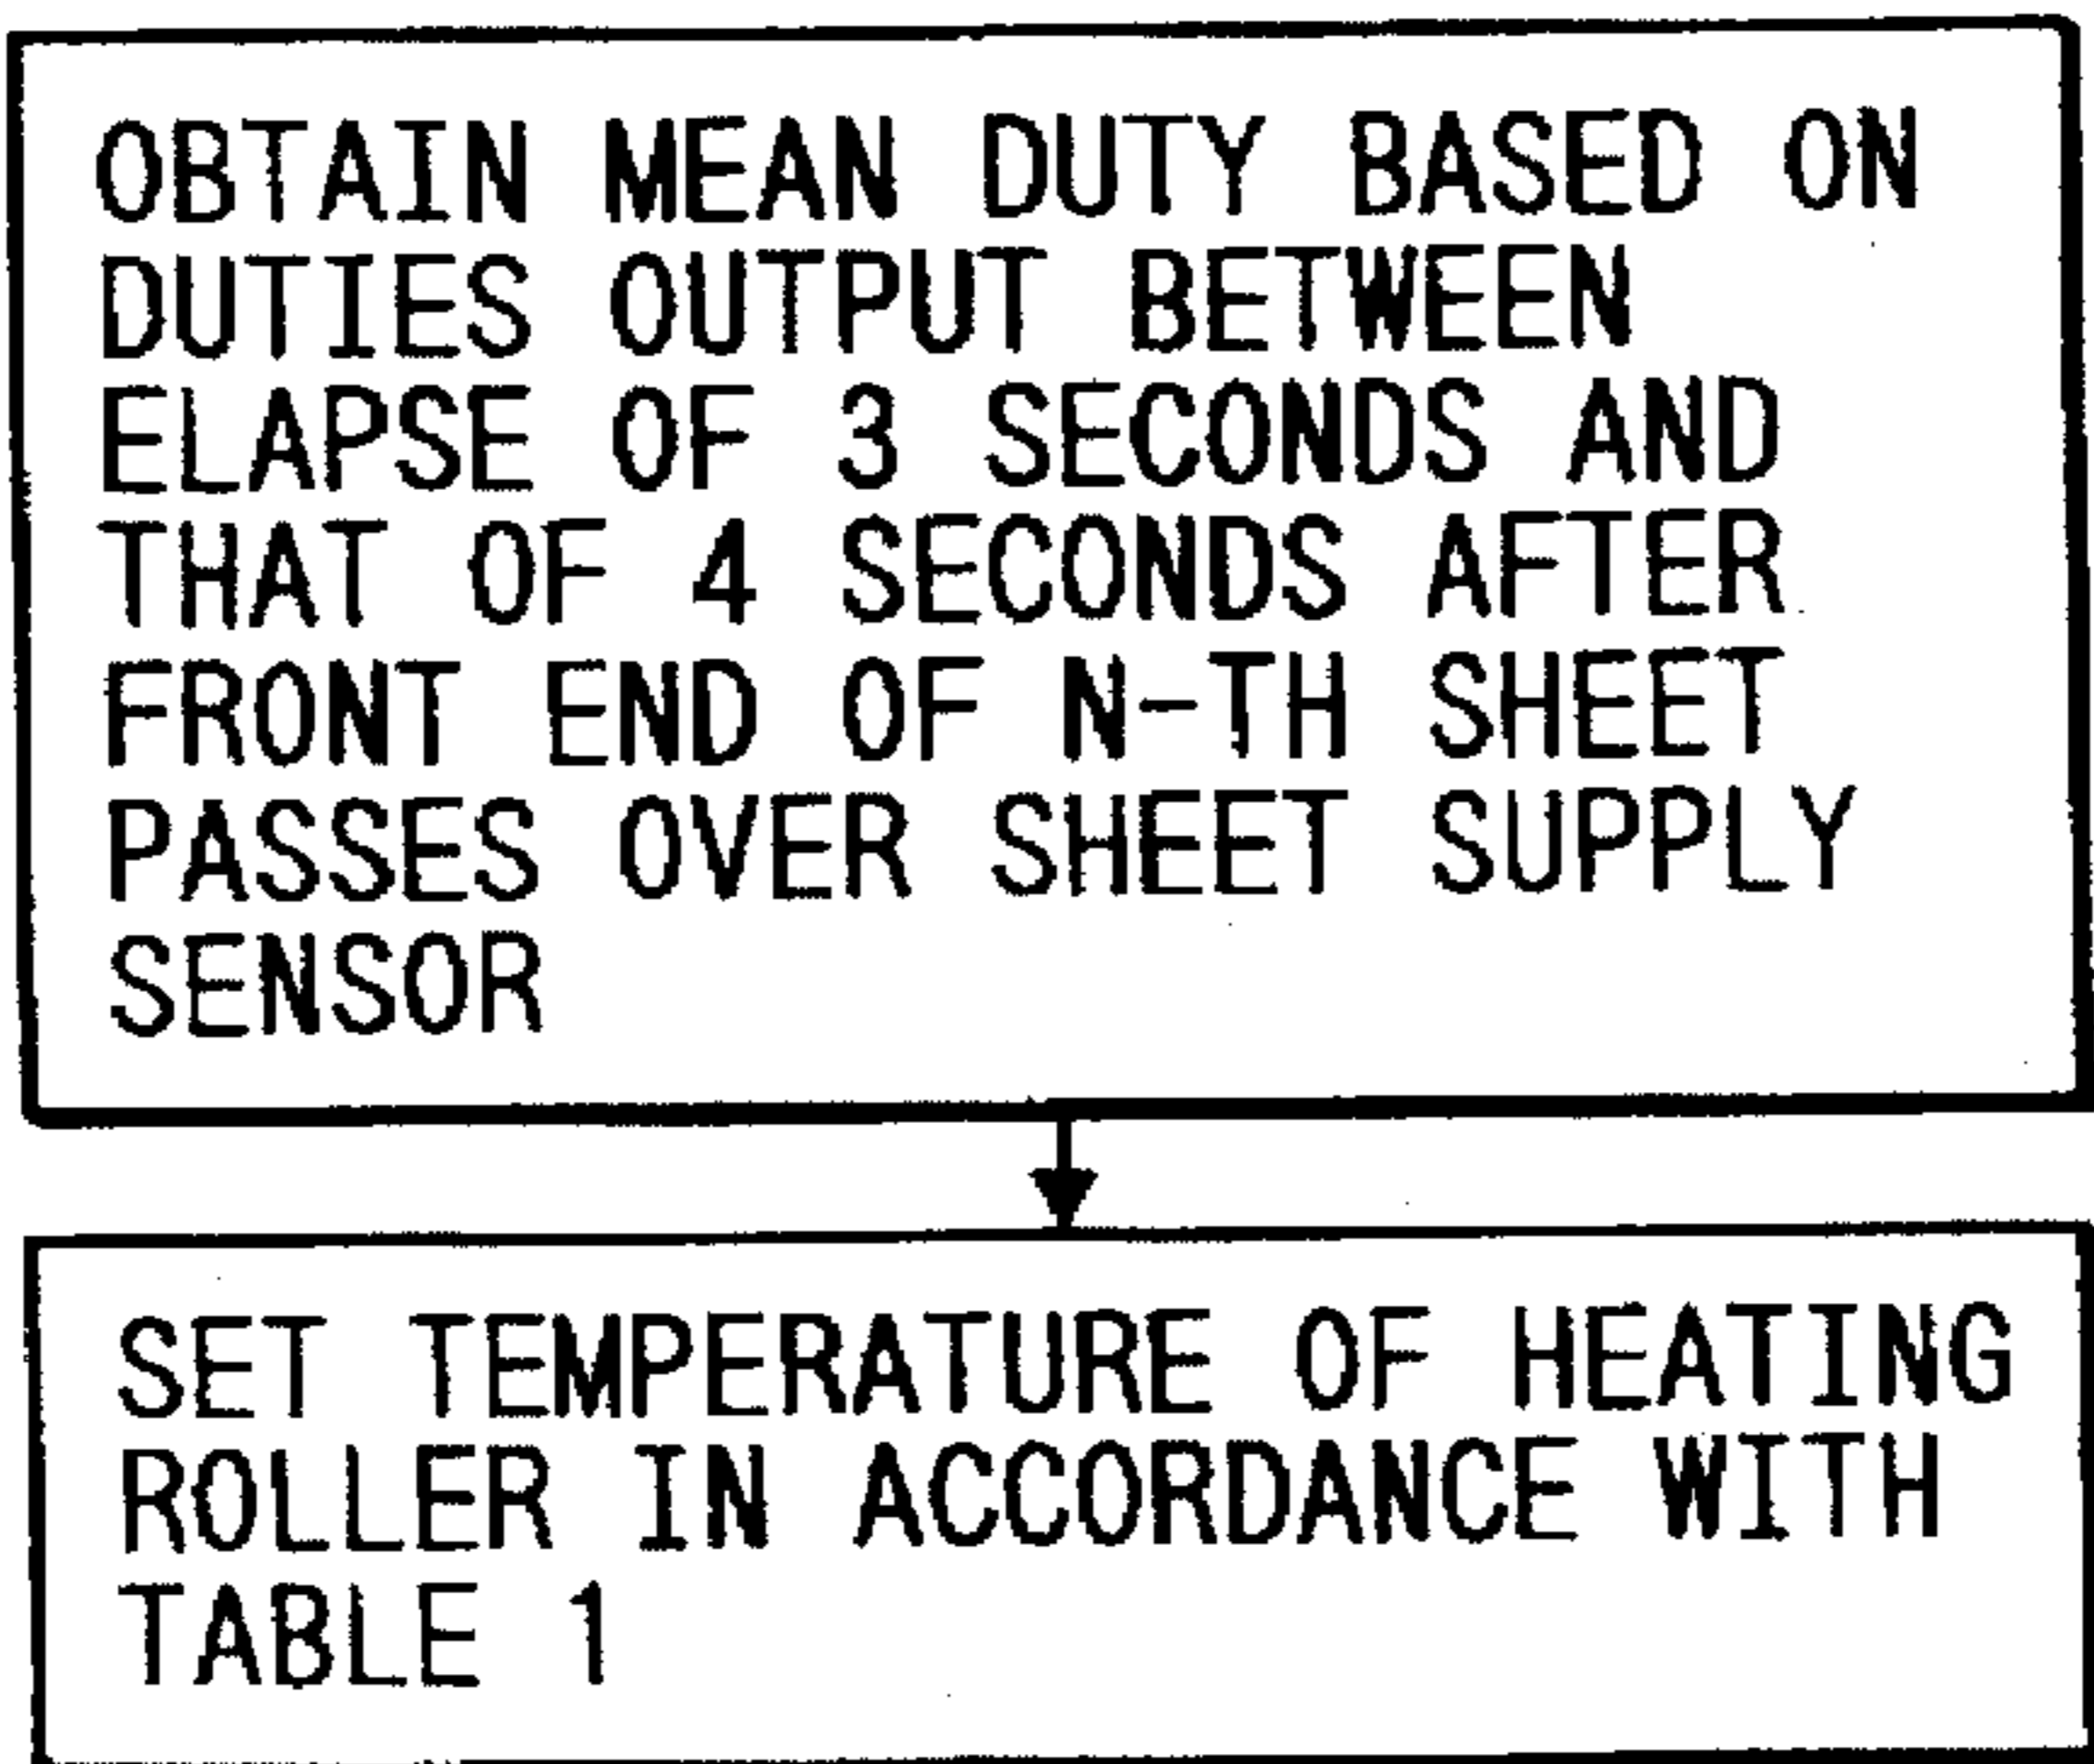 OBTAIN MEAN DUTY BASED ON
DUTIES OUTPUT BETWEEN
ELAPSE OF 3 SECONDS AND
THAT OF 4 SECONDS AFTER
FRONT END OF N-TH SHEET
PASSES OVER SHEET SUPPLY
SENSOR
SET TEMPERATURE OF HEATING
ROLLER IN ACCORDANCE WITH
TABLE 1